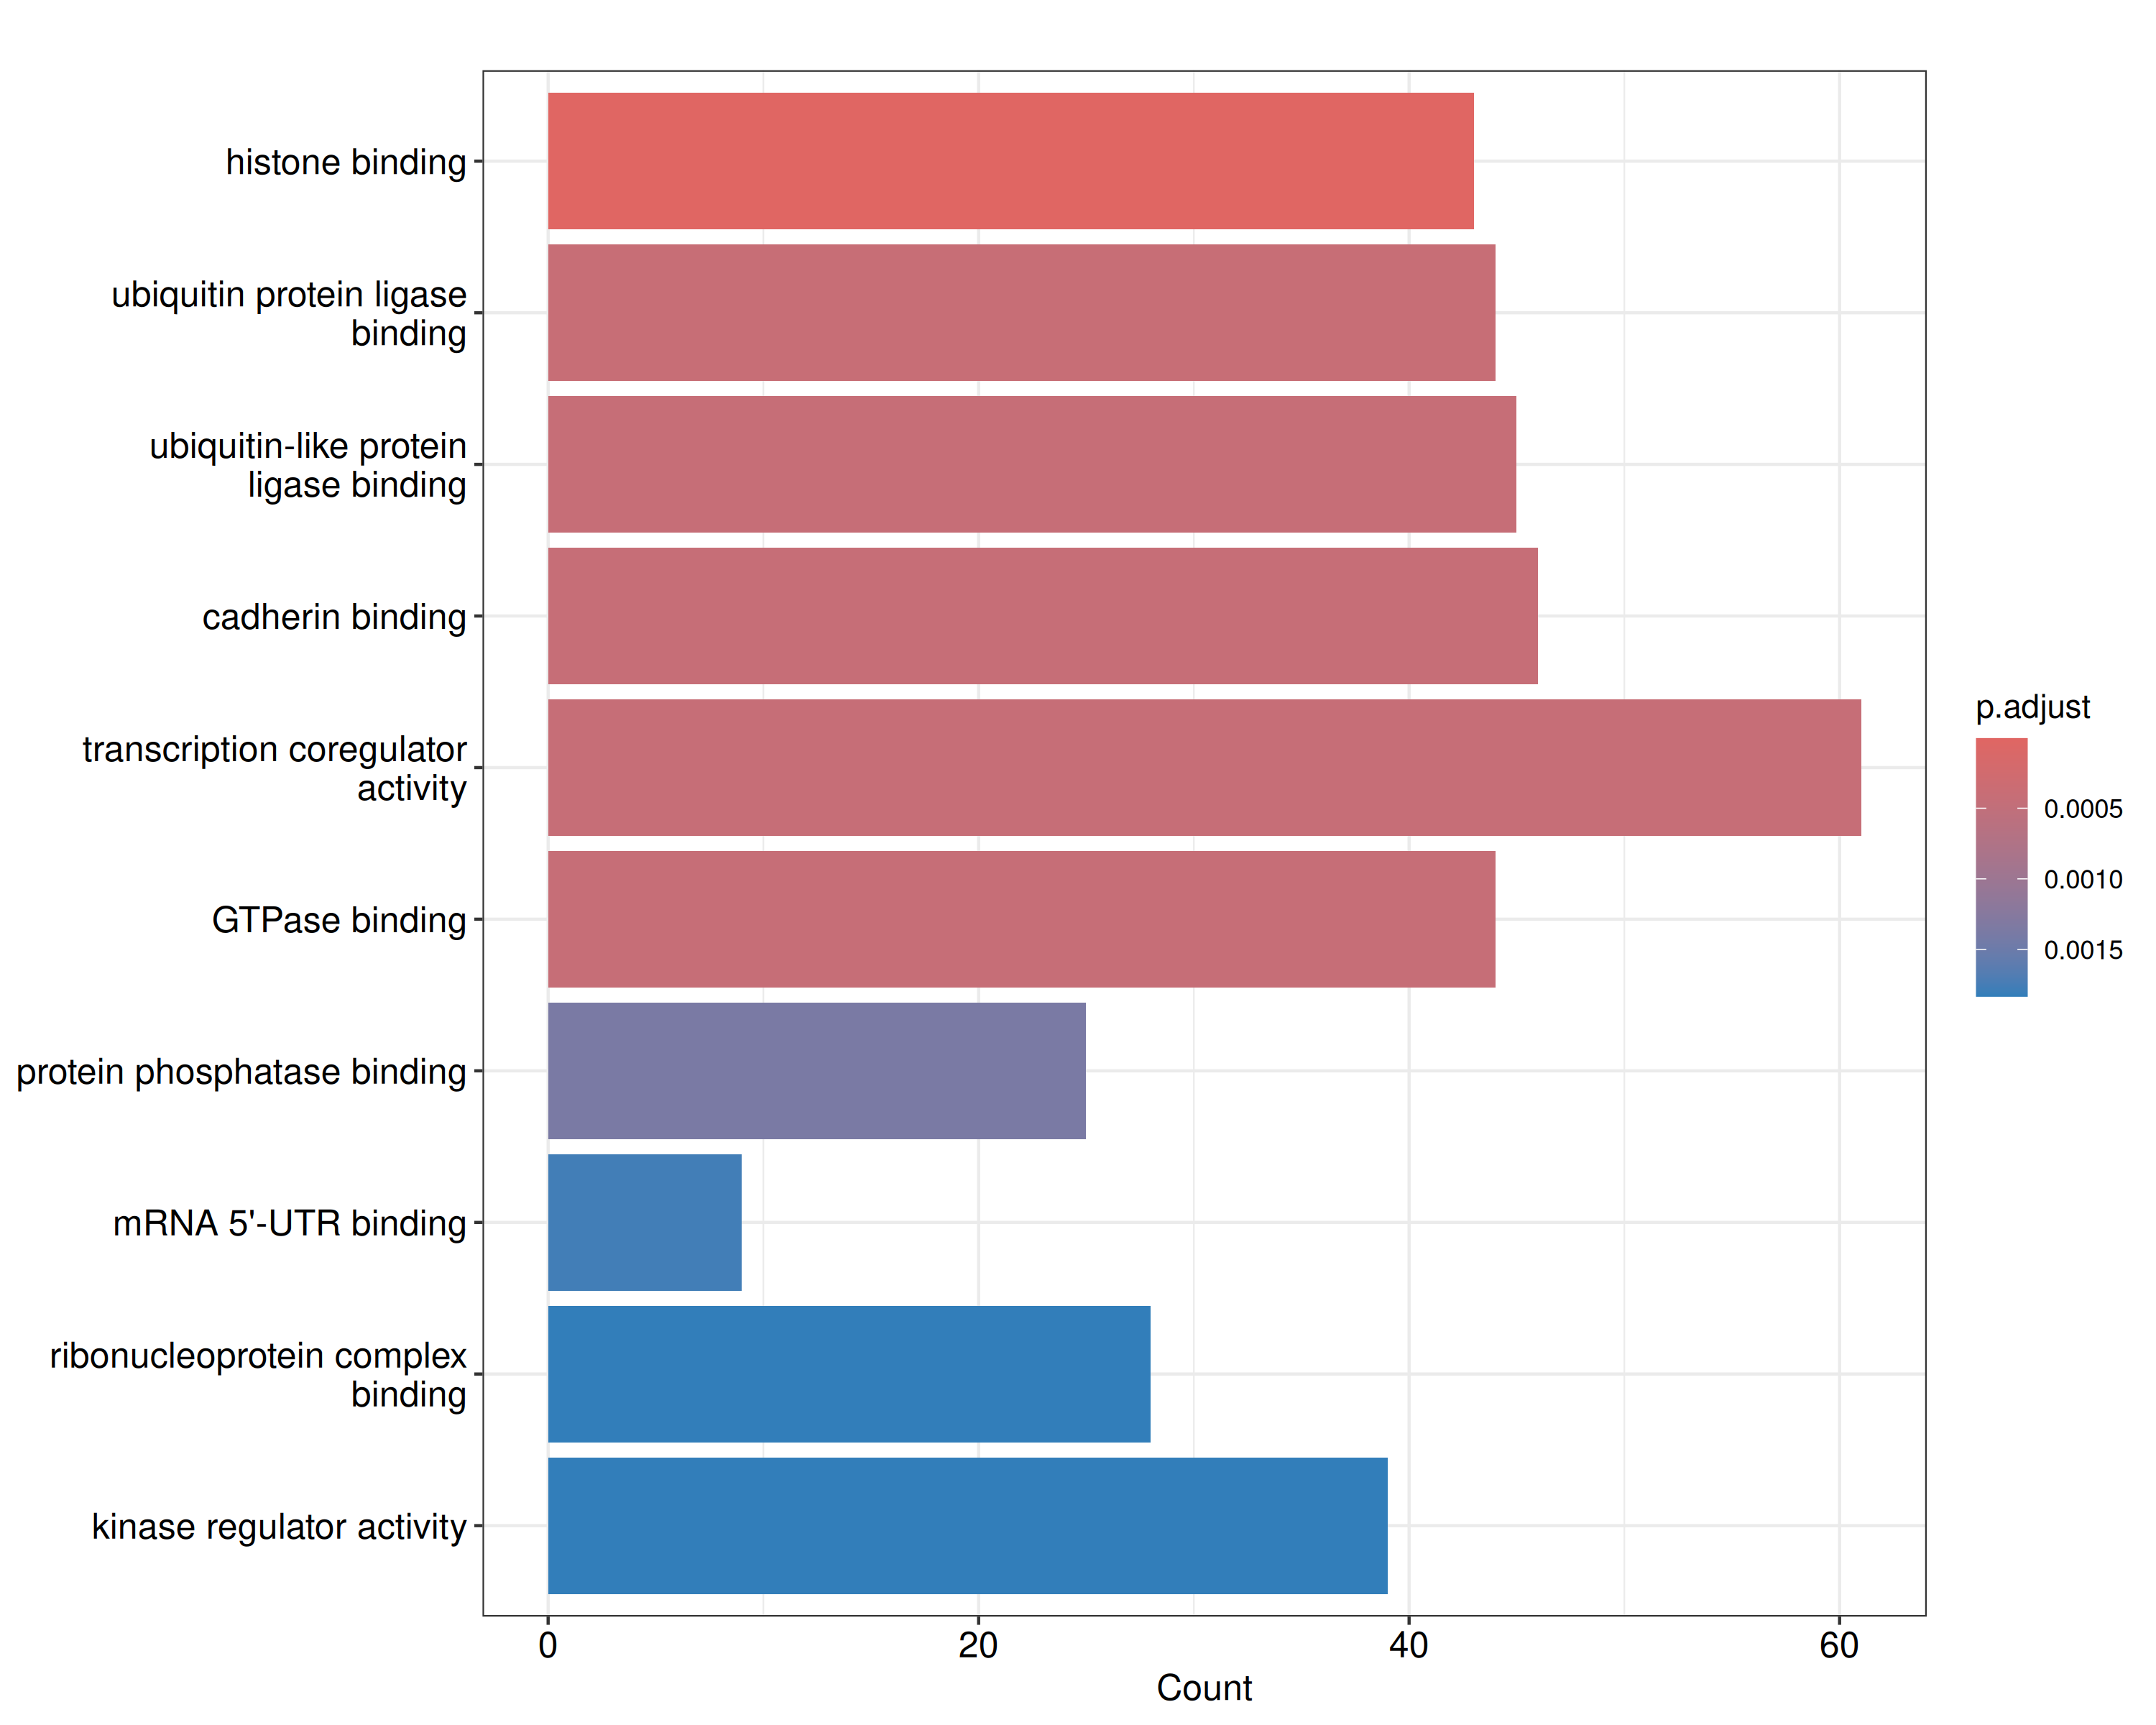 histone binding
ubiquitin protein ligase
binding
ubiquitin-like protein
ligase binding
cadherin binding
transcription coregulator
activity
GTPase binding
protein phosphatase binding
mRNA 5'-UTR binding
ribonucleoprotein complex
binding
kinase regulator activity
0 20 40 60
Count
p.adjust
0.0005
0.0010
0.0015